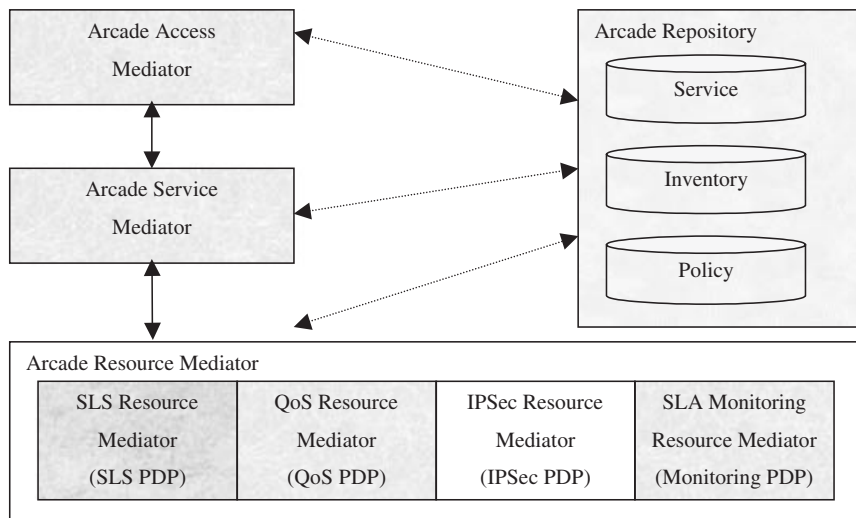 Arcade Access
Mediator
Arcade Repository
Service
Inventory
Policy
Arcade Service
Mediator
Arcade Resource Mediator
SLS Resource
Mediator
(SLS PDP)
QoS Resource
Mediator
(QoS PDP)
IPSec Resource
Mediator
(IPSec PDP)
SLA Monitoring
Resource Mediator
(Monitoring PDP)